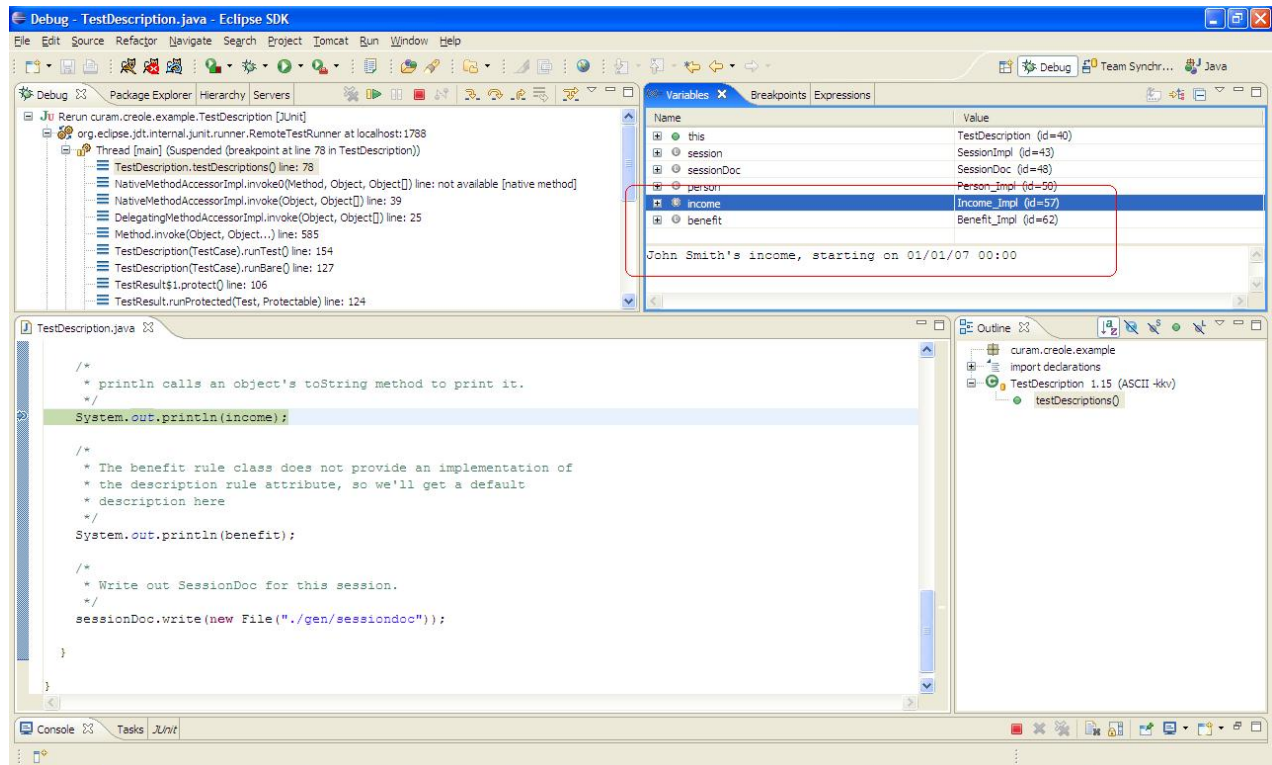 Debug - TestDescription.java - Eclipse SDK
File Edit Source Refactor Navigate Search Project Tomcat Run Window Help
Debug Team Synchr... Java
Debug Package Explorer Hierarchy Servers
Ju Rerun curam.creole.example.TestDescription [JUnit]
org.eclipse.jdt.internal.junit.runner.RemoteTestRunner at localhost:1788
Thread [main] (Suspended (breakpoint at line 78 in TestDescription))
TestDescription.testDescriptions() line: 78
NativeMethodAccessorImpl.invoke0(Method, Object, Object[]) line: not available [native method]
NativeMethodAccessorImpl.invoke(Object, Object[]) line: 39
DelegatingMethodAccessorImpl.invoke(Object, Object[]) line: 25
Method.invoke(Object, Object...) line: 585
TestDescription(TestCase).runTest() line: 154
TestDescription(TestCase).runBare() line: 127
TestResult$1.protect() line: 106
TestResult.runProtected(Test, Protectable) line: 124
Variables Breakpoints Expressions
Name Value
this TestDescription (id=40)
session SessionImpl (id=43)
sessionDoc SessionDoc (id=48)
person Person_Impl (id=50)
income Income_Impl (id=57)
benefit Benefit_Impl (id=62)
John Smith's income, starting on 01/01/07 00:00
TestDescription.java
/*
* println calls an object's toString method to print it.
*/
System.out.println(income);
/*
* The benefit rule class does not provide an implementation of
* the description rule attribute, so we'll get a default
* description here
*/
System.out.println(benefit);
/*
* Write out SessionDoc for this session.
*/
sessionDoc.write(new File("./gen/sessiondoc"));
}
}
Outline
curam.creole.example
import declarations
TestDescription 1.15 (ASCII -kkv)
testDescriptions()
Console Tasks JUnit